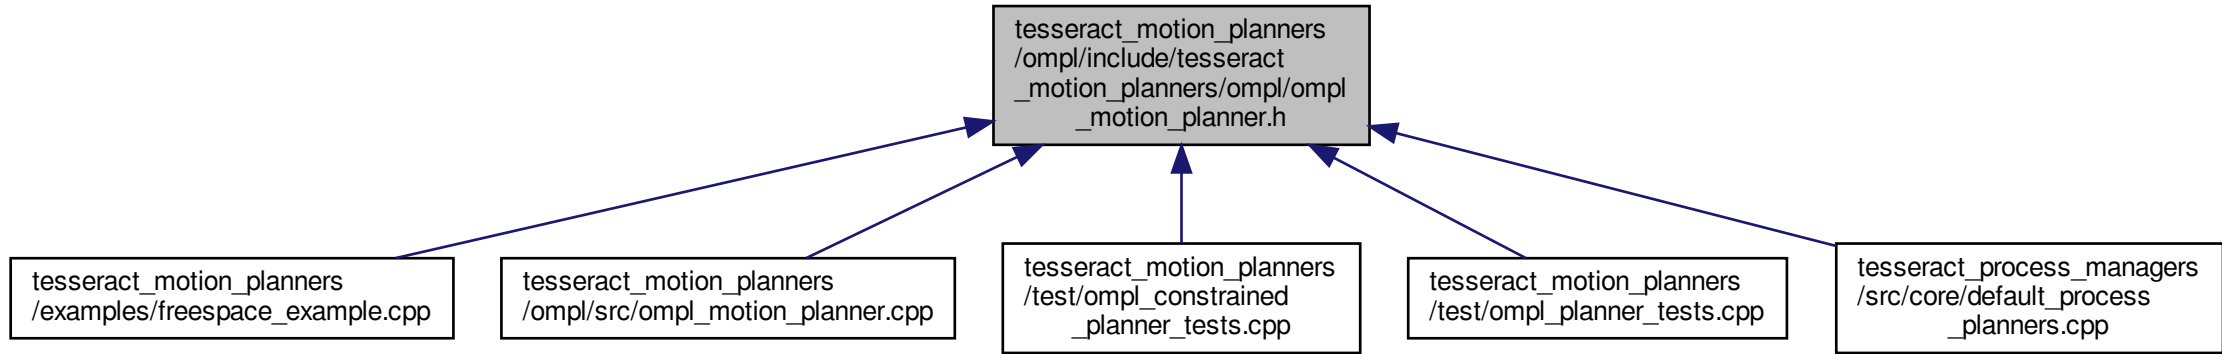 tesseract_motion_planners
/ompl/include/tesseract
_motion_planners/ompl/ompl
_motion_planner.h
tesseract_motion_planners
/examples/freespace_example.cpp
tesseract_motion_planners
/ompl/src/ompl_motion_planner.cpp
tesseract_motion_planners
/test/ompl_constrained
_planner_tests.cpp
tesseract_motion_planners
/test/ompl_planner_tests.cpp
tesseract_process_managers
/src/core/default_process
_planners.cpp